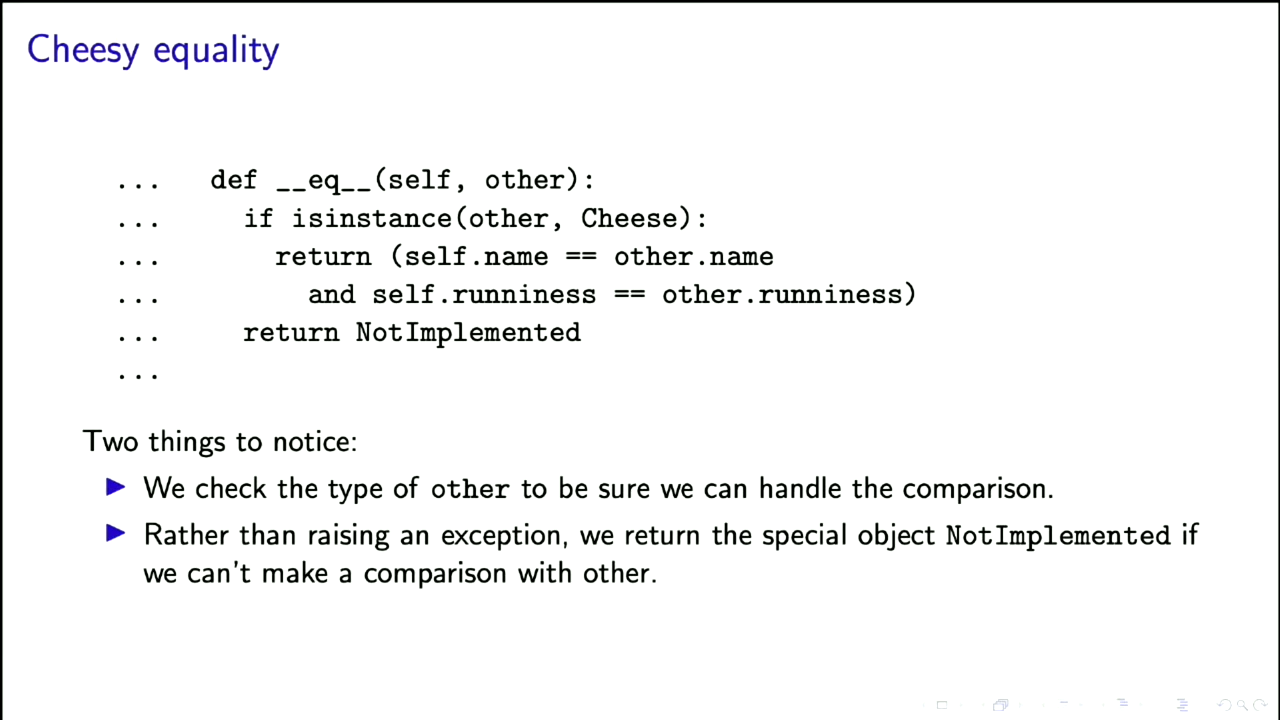 Cheesy equality
... def __eq__(self, other):
... if isinstance(other, Cheese):
... return (self.name == other.name
... and self.runniness == other.runniness)
... return NotImplemented
...
Two things to notice:
▶ We check the type of other to be sure we can handle the comparison.
▶ Rather than raising an exception, we return the special object NotImplemented if
we can't make a comparison with other.